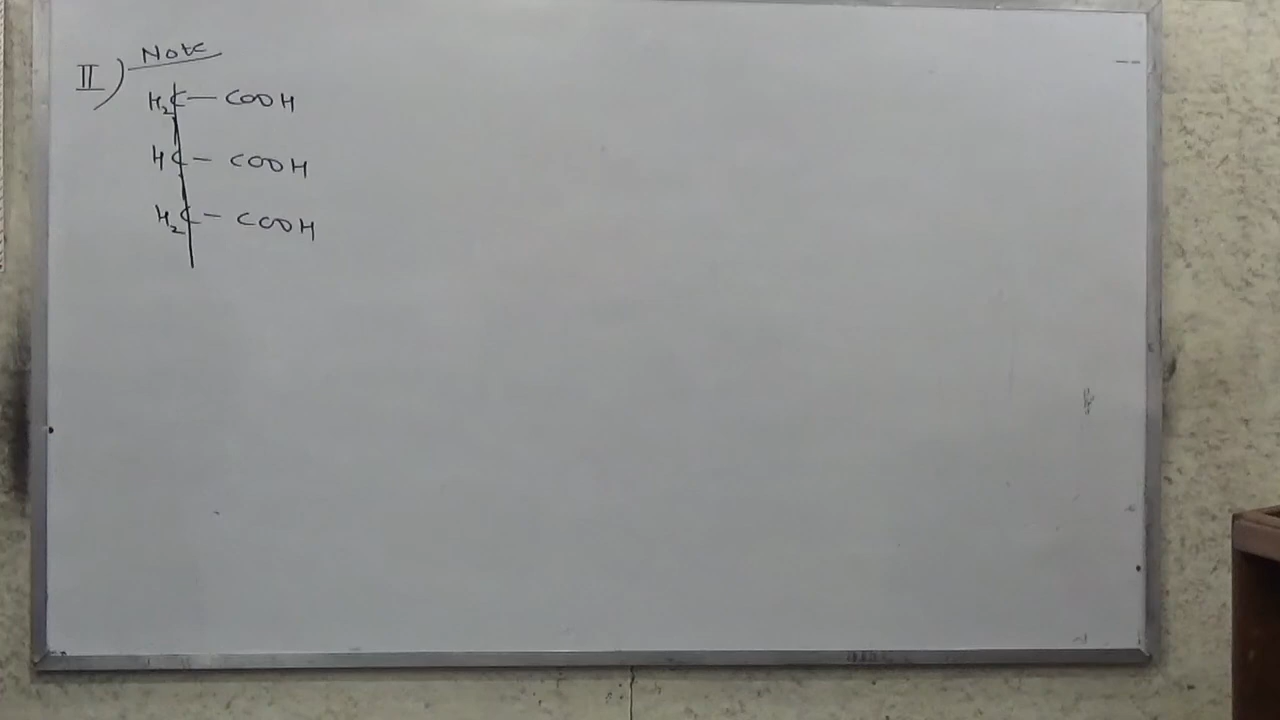 II) Note
H₂C — COOH
HC — COOH
H₂C — COOH